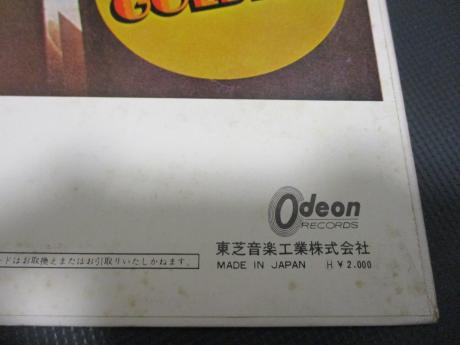 Odeon
RECORDS
東芝音楽工業株式会社
ードはお取換えまたはお引取りいたしかねます。
MADE IN JAPAN H ¥2.000